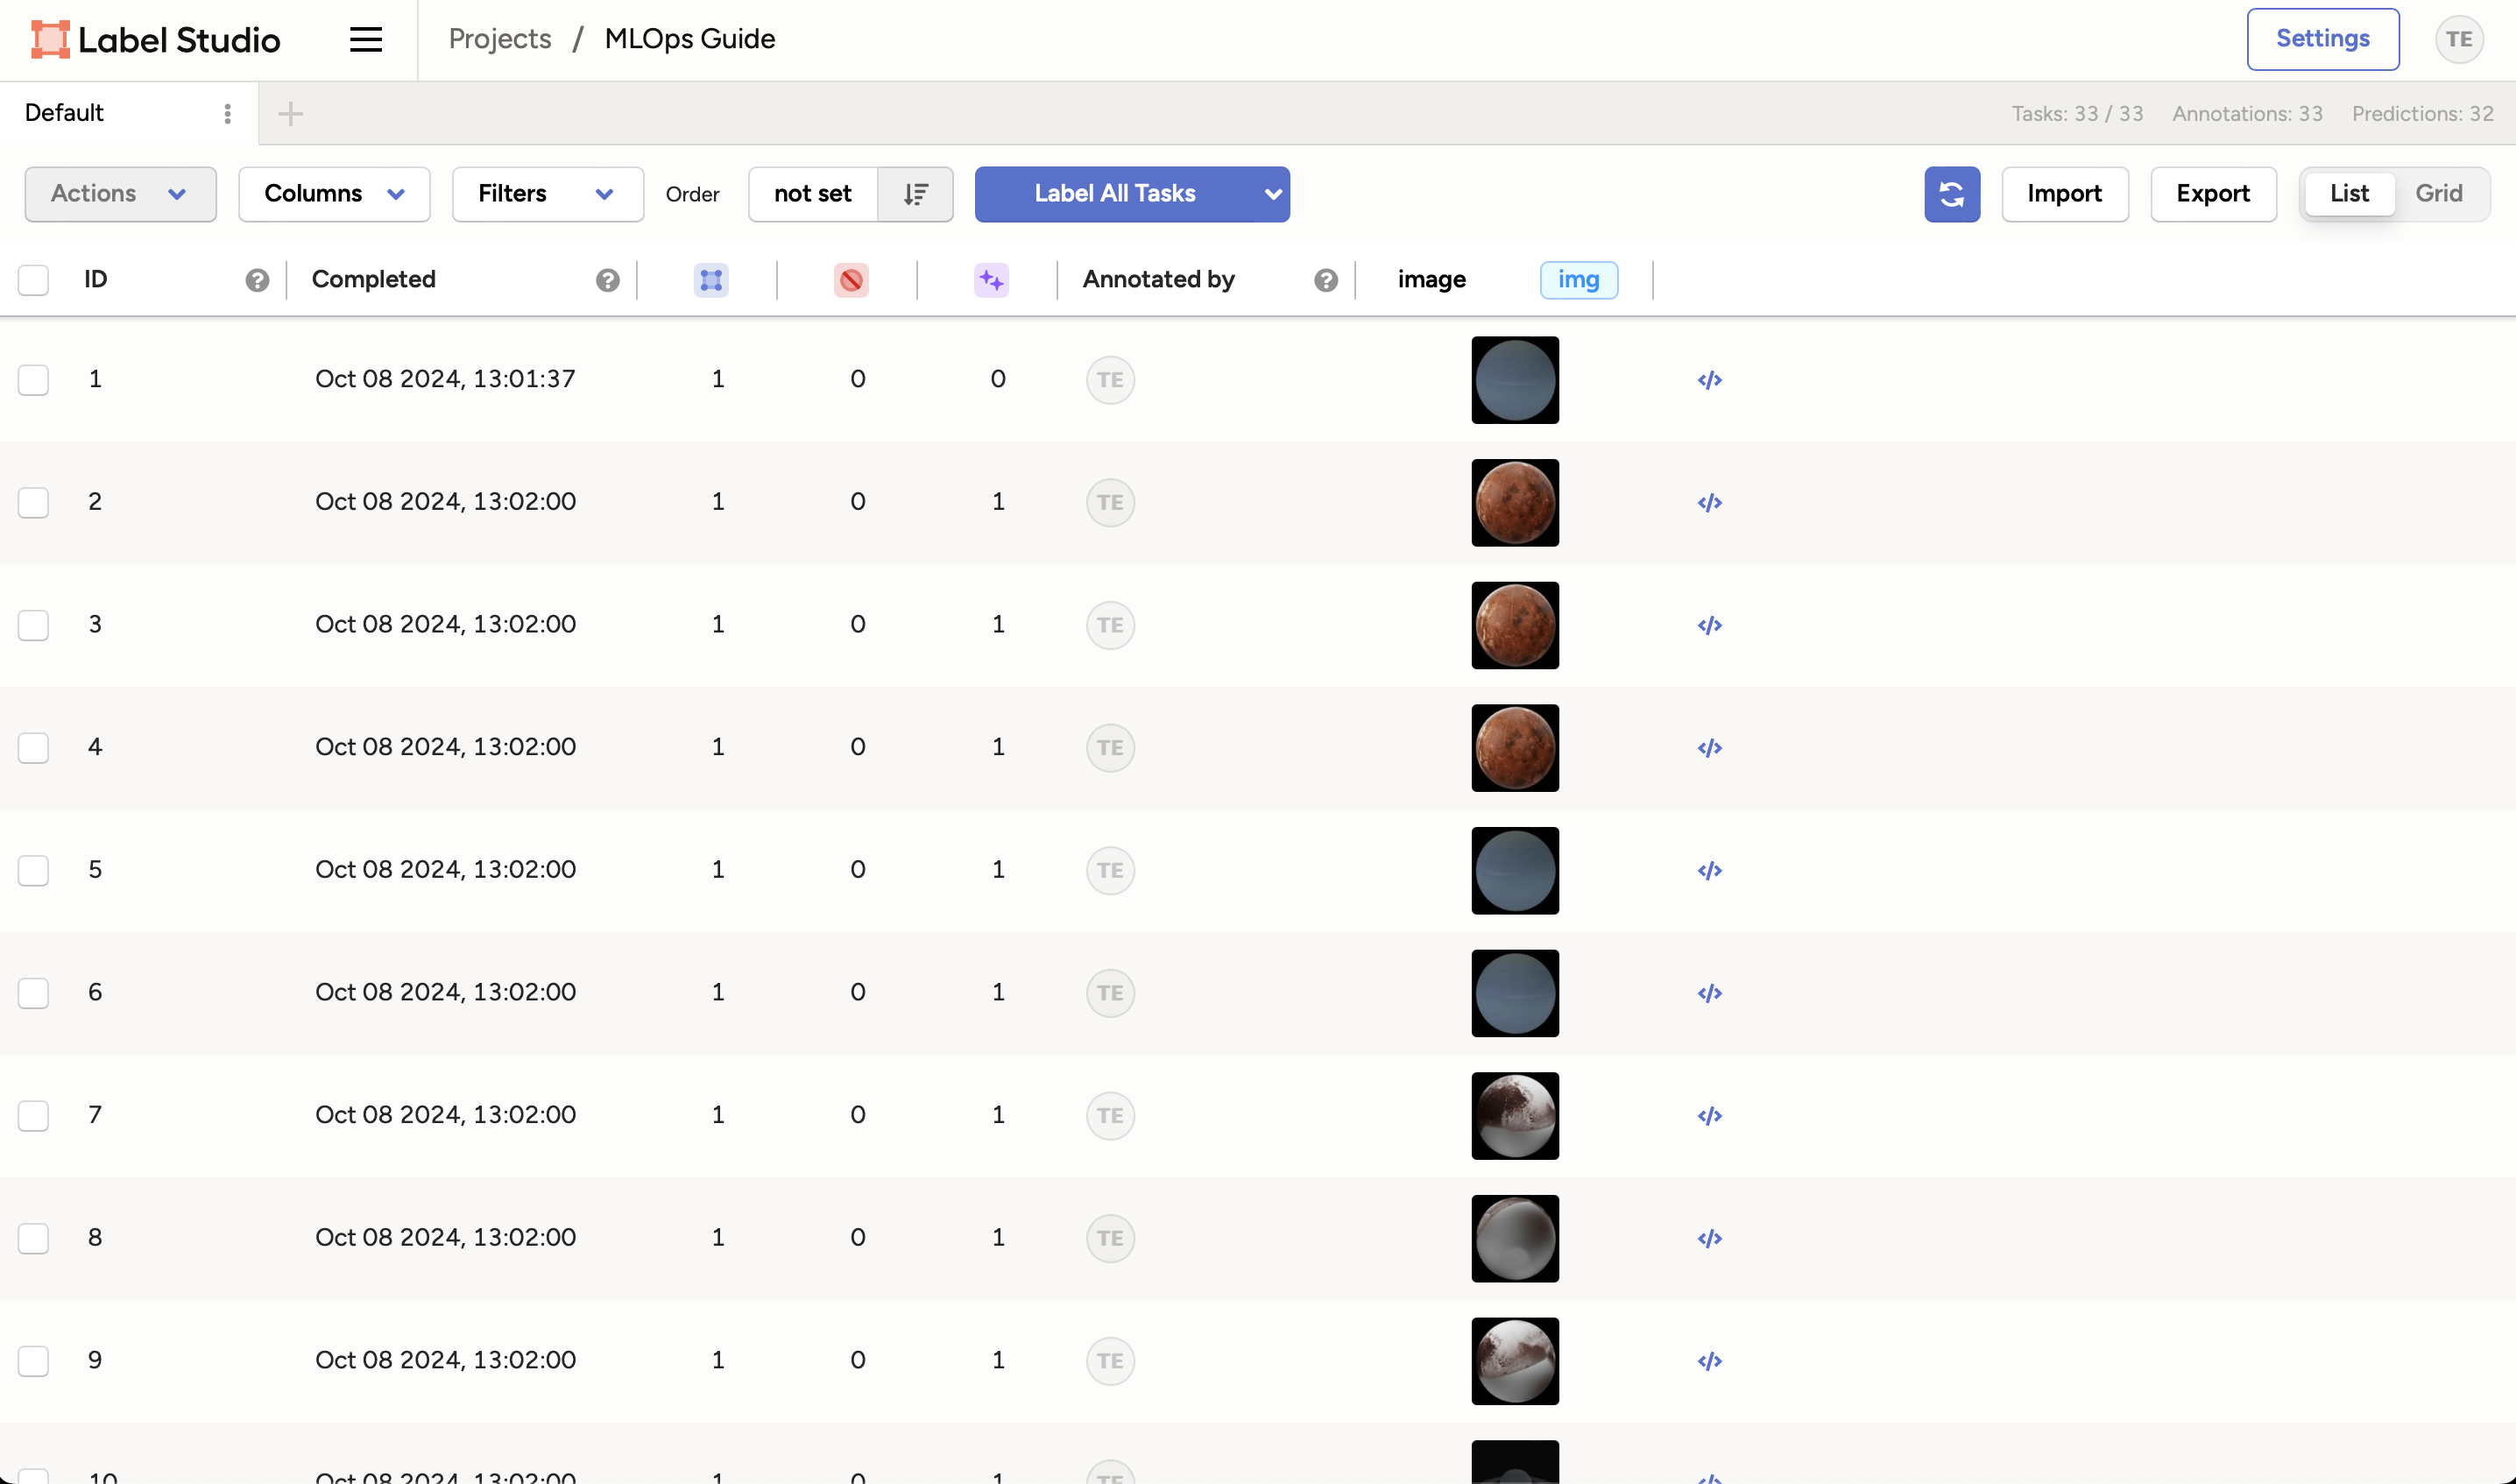 Label Studio Projects / MLOps Guide Settings TE
Default Tasks: 33 / 33 Annotations: 33 Predictions: 32
Actions Columns Filters Order not set Label All Tasks Import Export List Grid
ID ? Completed ? Annotated by ? image img
1 Oct 08 2024, 13:01:37 1 0 0 TE </>
2 Oct 08 2024, 13:02:00 1 0 1 TE </>
3 Oct 08 2024, 13:02:00 1 0 1 TE </>
4 Oct 08 2024, 13:02:00 1 0 1 TE </>
5 Oct 08 2024, 13:02:00 1 0 1 TE </>
6 Oct 08 2024, 13:02:00 1 0 1 TE </>
7 Oct 08 2024, 13:02:00 1 0 1 TE </>
8 Oct 08 2024, 13:02:00 1 0 1 TE </>
9 Oct 08 2024, 13:02:00 1 0 1 TE </>
10 Oct 08 2024, 13:02:00 1 0 1 TE </>